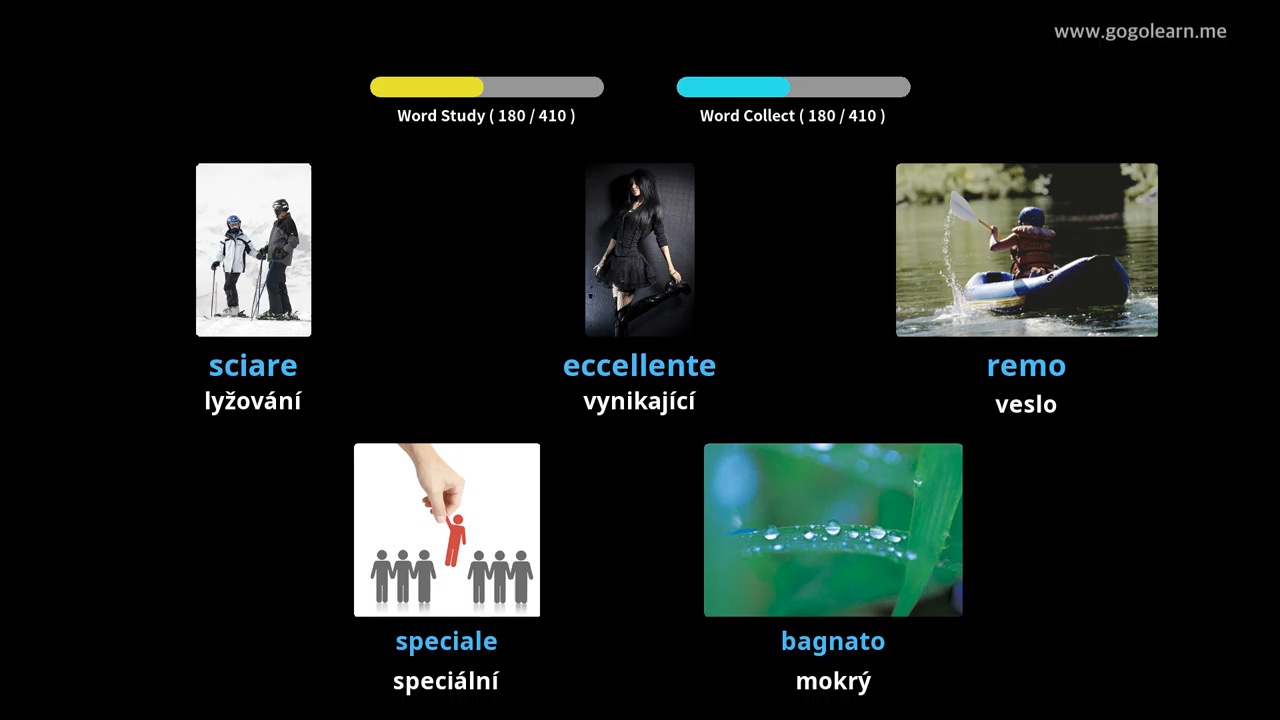 www.gogolearn.me
Word Study ( 180 / 410 )
Word Collect ( 180 / 410 )
sciare
lyžování
eccellente
vynikající
remo
veslo
speciale
speciální
bagnato
mokrý